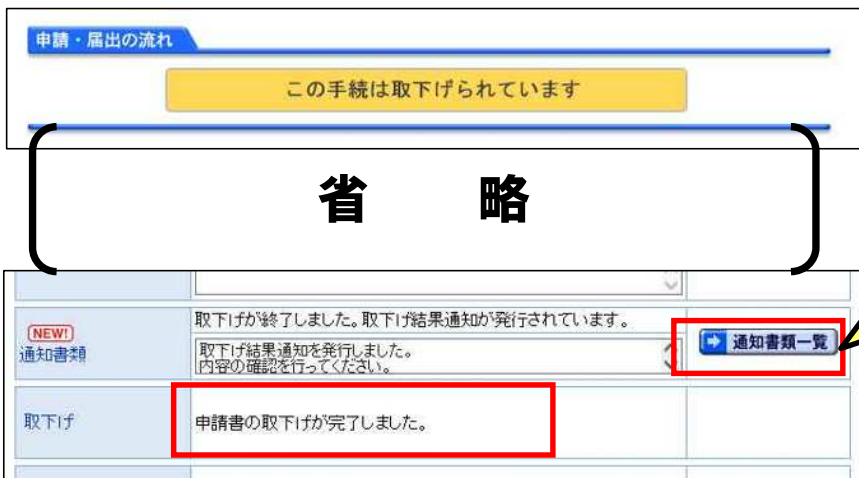 申請・届出の流れ
この手続は取下げられています
省　略
取下げが終了しました。取下げ結果通知が発行されています。
(NEW!)
通知書類
取下げ結果通知を発行しました。
内容の確認を行ってください。
通知書類一覧
取下げ
申請書の取下げが完了しました。